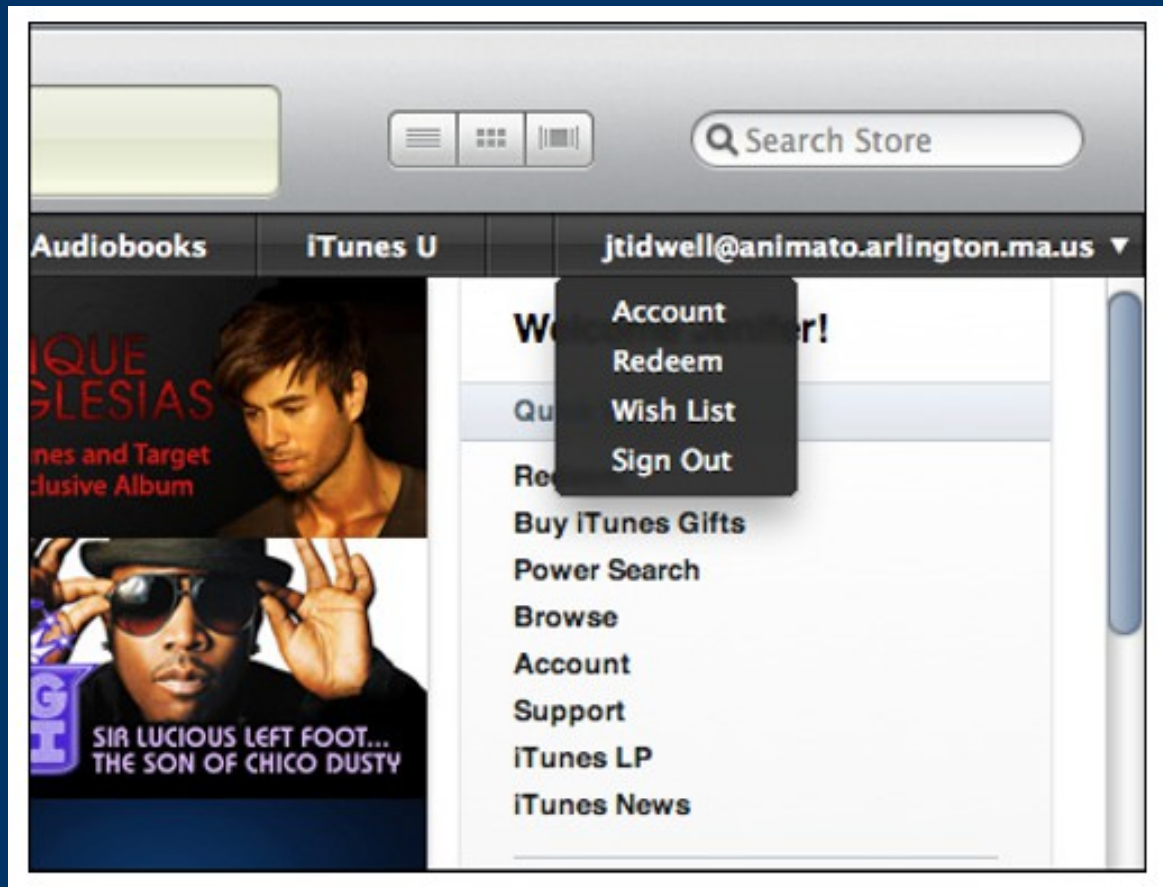 Search Store
Audiobooks iTunes U jtidwell@animato.arlington.ma.us ▼
Account
Redeem
Wish List
Sign Out
IQUE
GLESIAS
nes and Target
clusive Album
G
H
SIR LUCIOUS LEFT FOOT...
THE SON OF CHICO DUSTY
We r!
Qu
Re
Buy iTunes Gifts
Power Search
Browse
Account
Support
iTunes LP
iTunes News